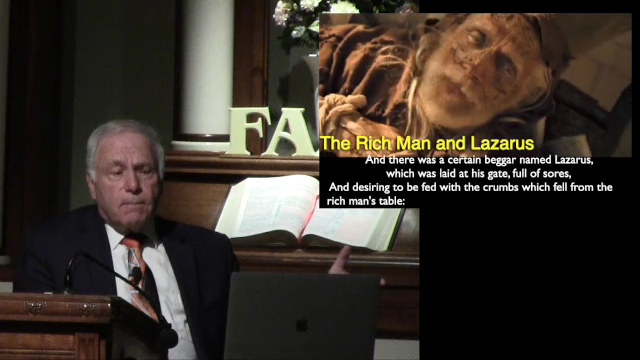 FA
The Rich Man and Lazarus
And there was a certain beggar named Lazarus,
which was laid at his gate, full of sores,
And desiring to be fed with the crumbs which fell from the
rich man's table: